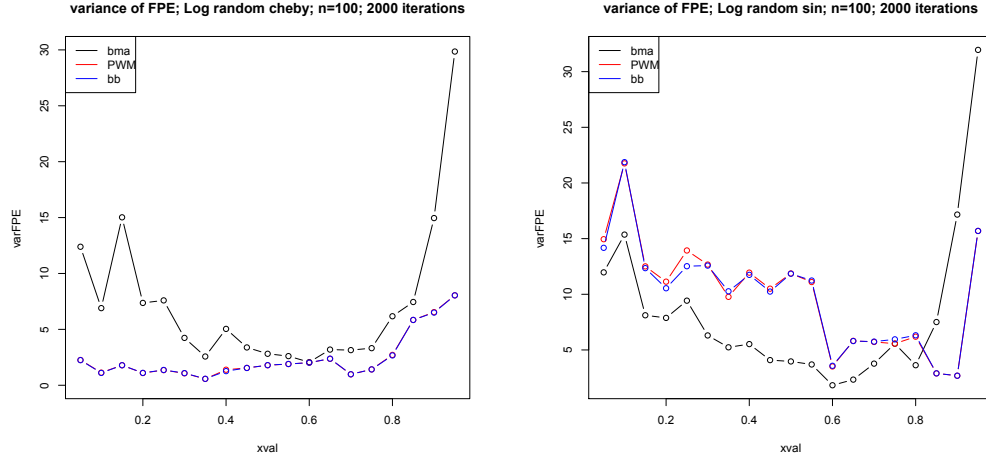 variance of FPE; Log random cheby; n=100; 2000 iterations
bma
PWM
bb
30
25
20
15
10
5
0
varFPE
0.2 0.4 0.6 0.8
xval
variance of FPE; Log random sin; n=100; 2000 iterations
bma
PWM
bb
30
25
20
15
10
5
varFPE
0.2 0.4 0.6 0.8
xval